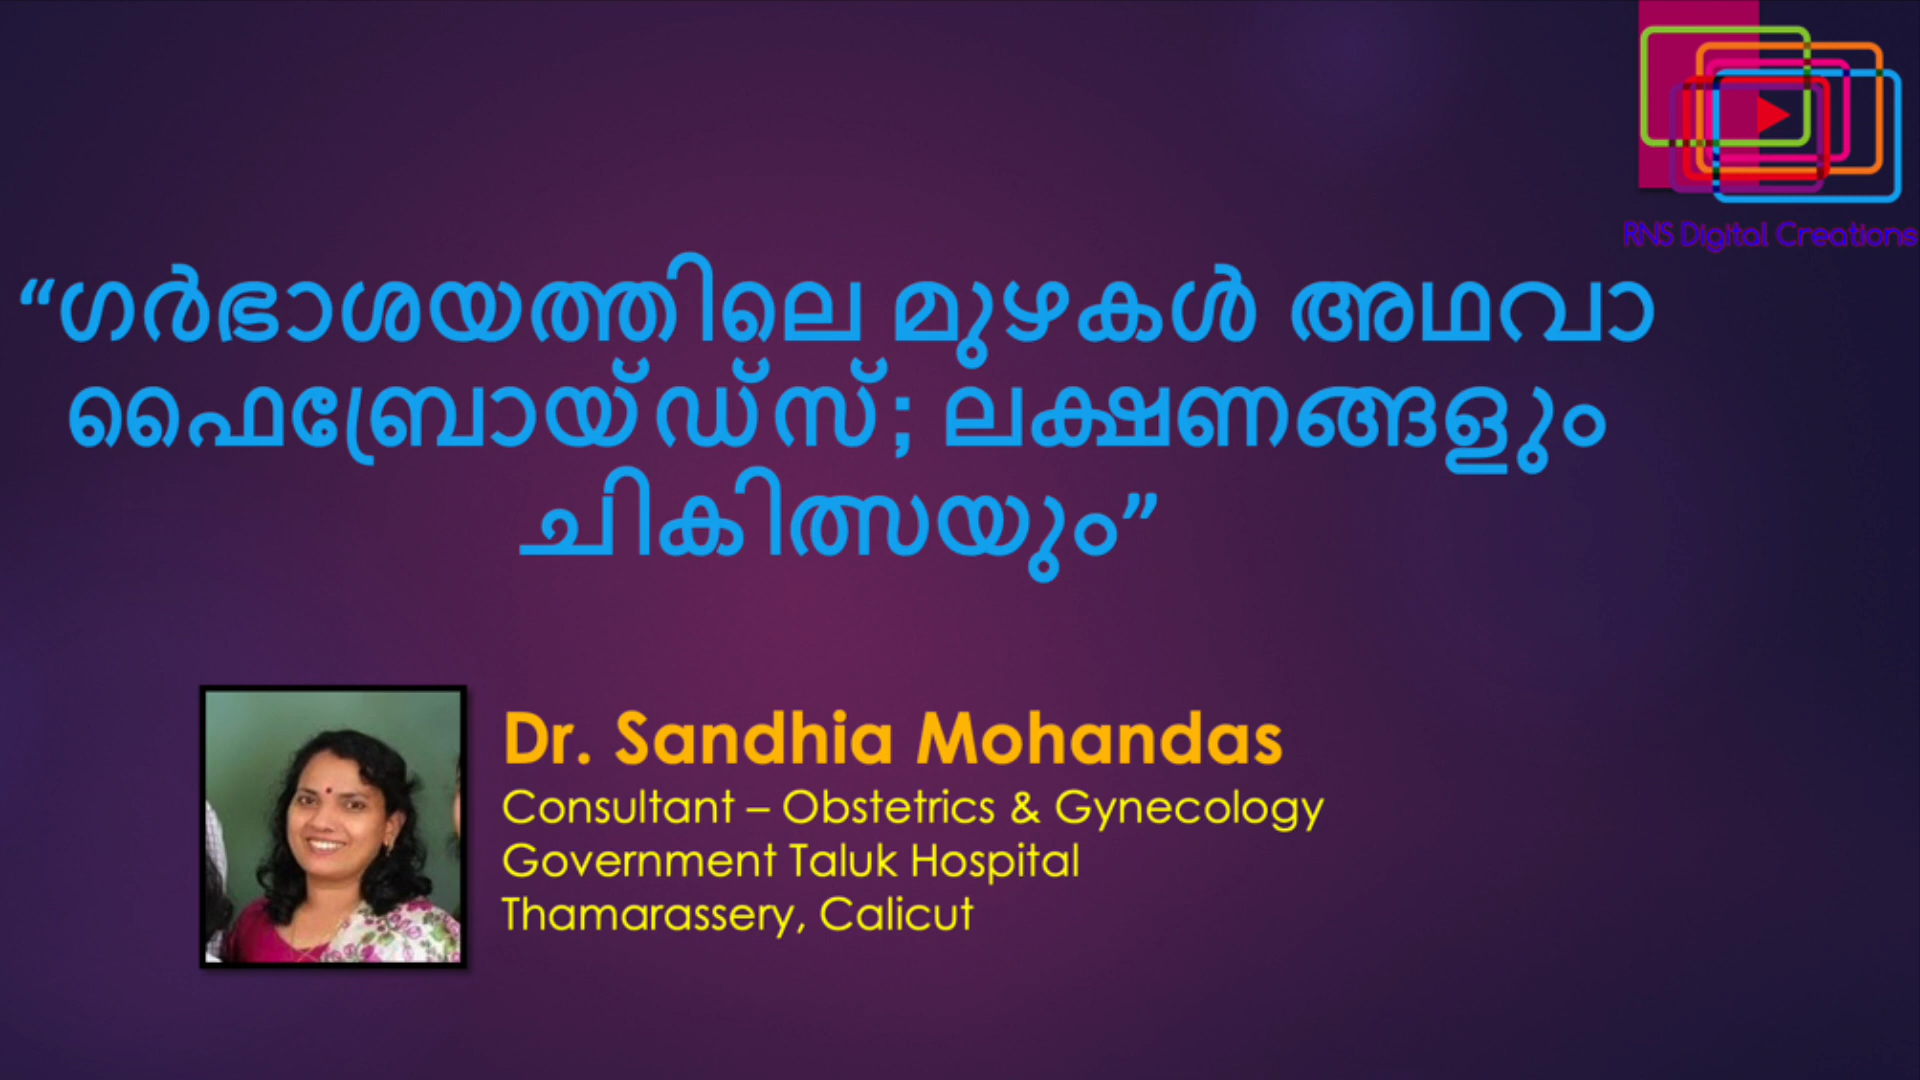 RNS Digital Creations
“ഗർഭാശയത്തിലെ മുഴകൾ അഥവാ
ഫൈബ്രോയ്ഡ്സ്; ലക്ഷണങ്ങളും
ചികിത്സയും”
Dr. Sandhia Mohandas
Consultant – Obstetrics & Gynecology
Government Taluk Hospital
Thamarassery, Calicut